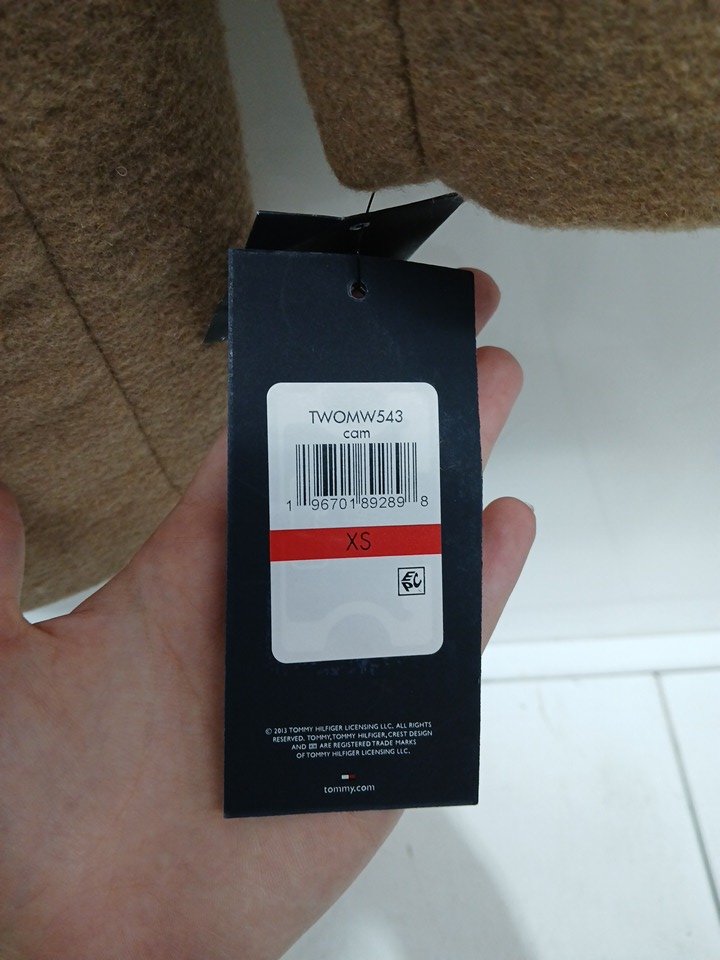 TWOMW543
cam
1 96701 89289 8
XS
EPC
© 2013 TOMMY HILFIGER LICENSING LLC. ALL RIGHTS
RESERVED. TOMMY,TOMMY HILFIGER, CREST DESIGN
AND ARE REGISTERED TRADE MARKS
OF TOMMY HILFIGER LICENSING LLC.
tommy.com